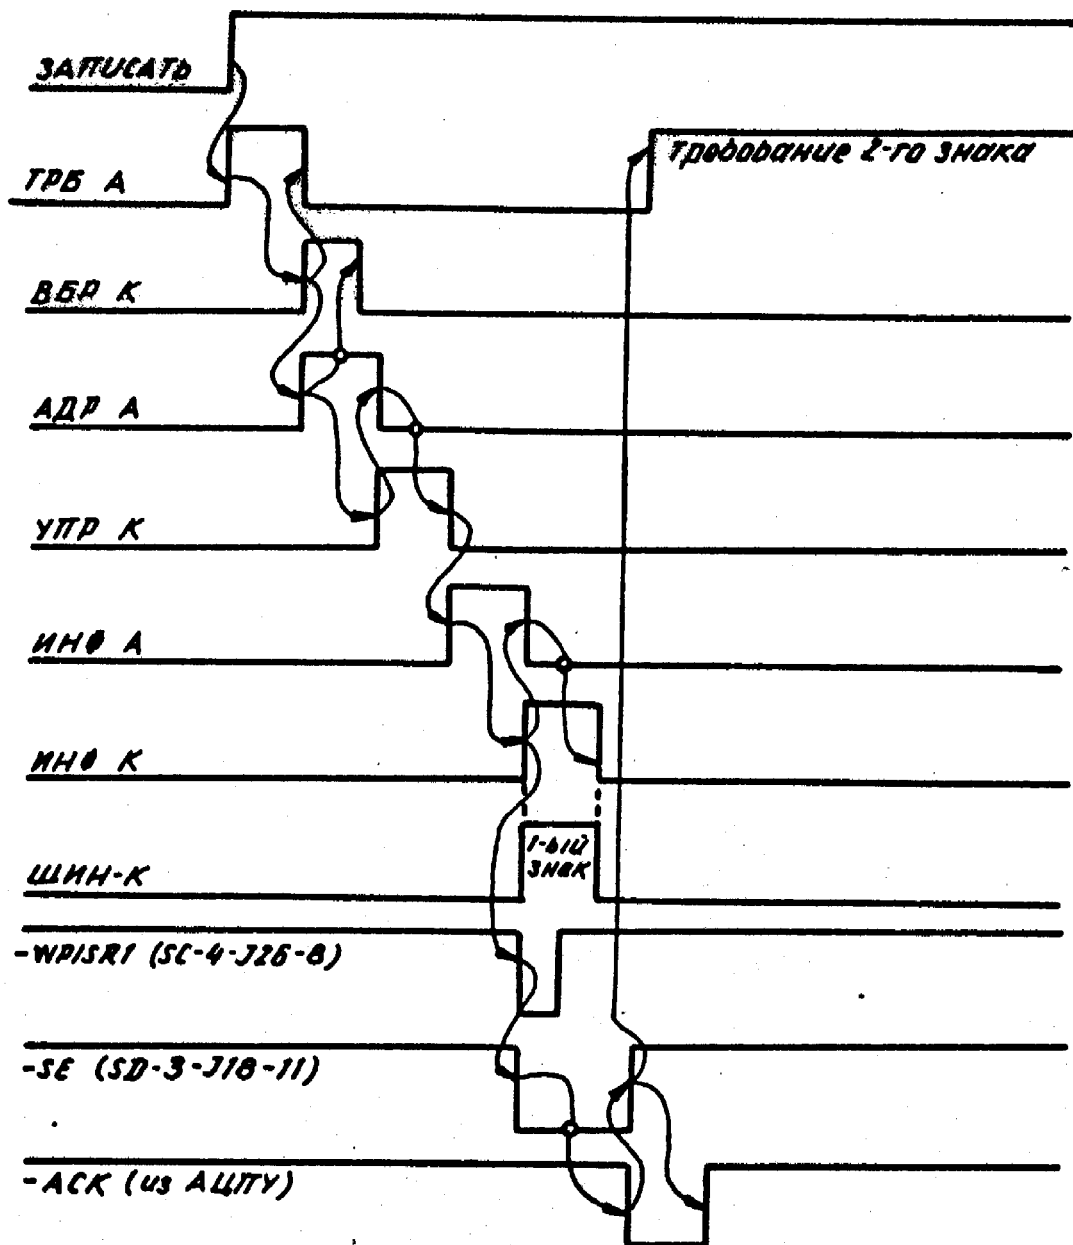 ЗАПИСАТЬ
ТРБ А
требование 2-го знака
ВБР К
АДР А
УПР К
ИНФ А
ИНФ К
1-ый
знак
ШИН-К
-WPISR1 (SC-4-J26-8)
-SE (SD-3-J18-11)
-ACK (из АЦПУ)